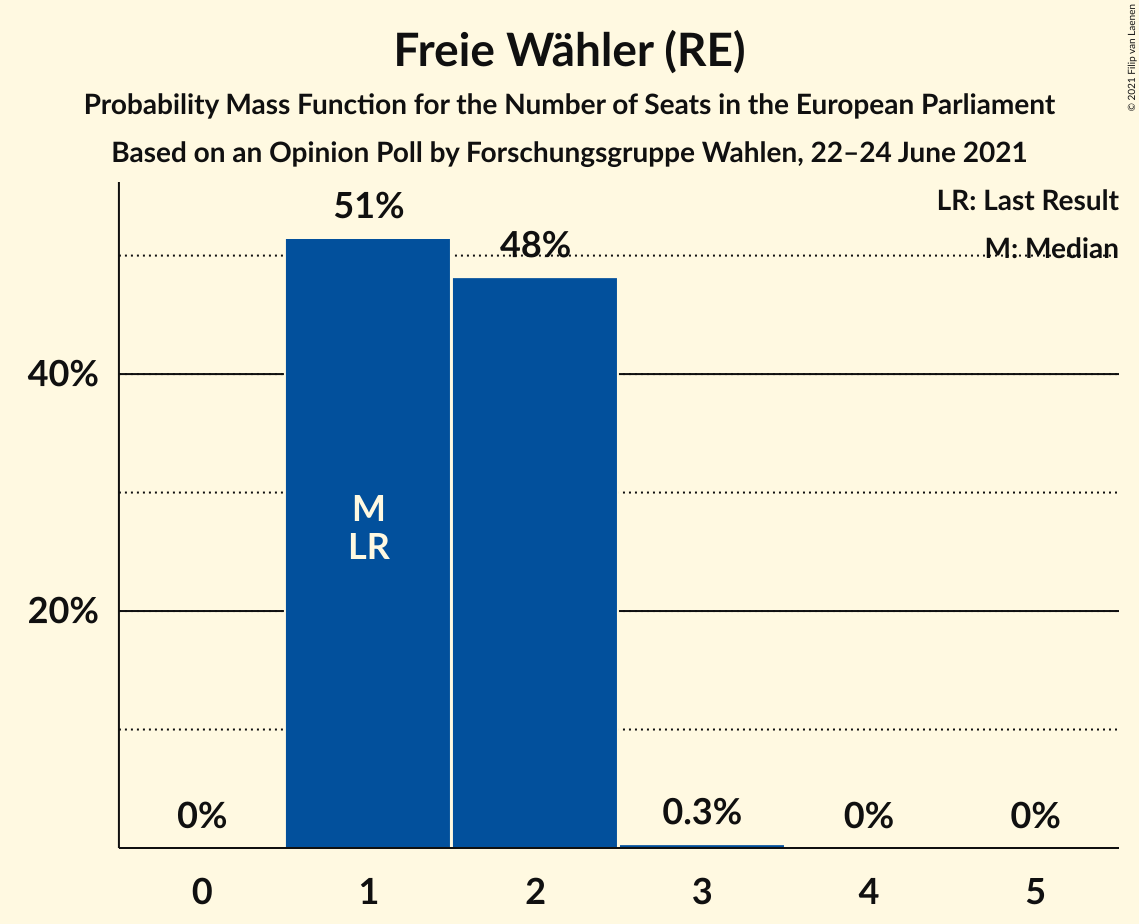 Freie Wähler (RE)
Probability Mass Function for the Number of Seats in the European Parliament
Based on an Opinion Poll by Forschungsgruppe Wahlen, 22–24 June 2021
© 2021 Filip van Laenen
LR: Last Result
M: Median
51%
48%
40%
M
LR
20%
0%
0.3%
0%
0%
0 1 2 3 4 5